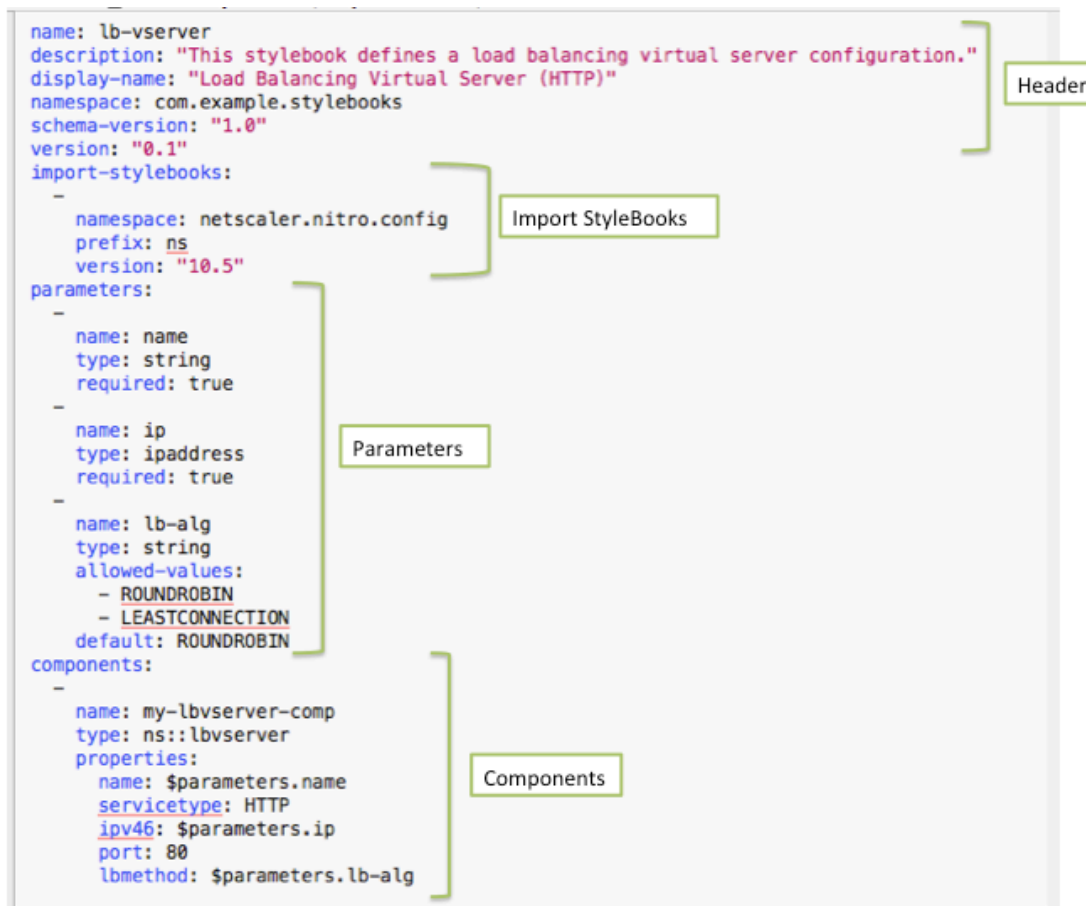 name: lb-vserver
description: "This stylebook defines a load balancing virtual server configuration."
display-name: "Load Balancing Virtual Server (HTTP)"
namespace: com.example.stylebooks
schema-version: "1.0"
version: "0.1"
Header
import-stylebooks:
  -
    namespace: netscaler.nitro.config
    prefix: ns
    version: "10.5"
Import StyleBooks
parameters:
  -
    name: name
    type: string
    required: true
  -
    name: ip
    type: ipaddress
    required: true
  -
    name: lb-alg
    type: string
    allowed-values:
      - ROUNDROBIN
      - LEASTCONNECTION
    default: ROUNDROBIN
Parameters
components:
  -
    name: my-lbvserver-comp
    type: ns::lbvserver
    properties:
      name: $parameters.name
      servicetype: HTTP
      ipv46: $parameters.ip
      port: 80
      lbmethod: $parameters.lb-alg
Components